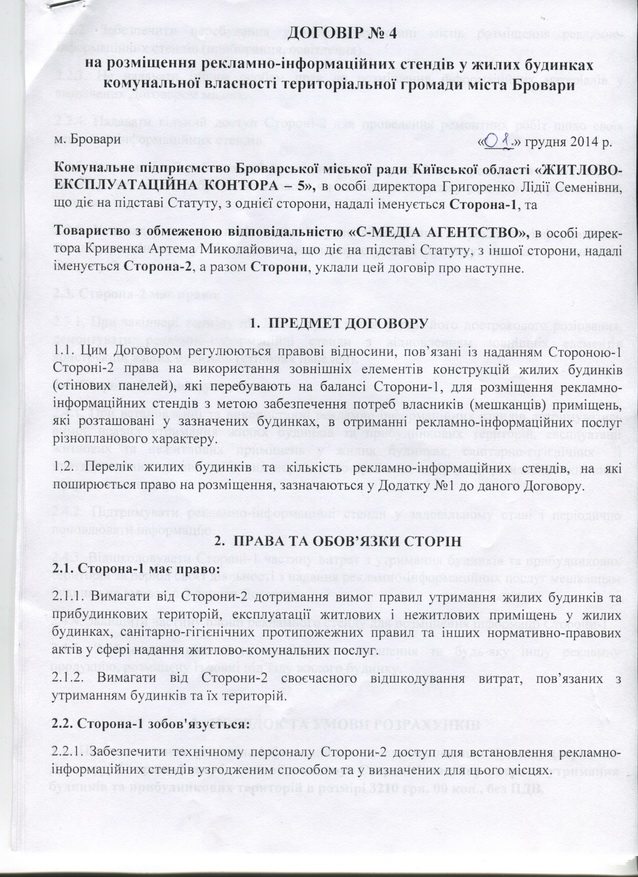 ДОГОВІР № 4
на розміщення рекламно-інформаційних стендів у жилих будинках
комунальної власності територіальної громади міста Бровари
м. Бровари «01.» грудня 2014 р.
Комунальне підприємство Броварської міської ради Київської області «ЖИТЛОВО-
ЕКСПЛУАТАЦІЙНА КОНТОРА – 5», в особі директора Григоренко Лідії Семенівни,
що діє на підставі Статуту, з однієї сторони, надалі іменується Сторона-1, та
Товариство з обмеженою відповідальністю «С-МЕДІА АГЕНТСТВО», в особі дирек-
тора Кривенка Артема Миколайовича, що діє на підставі Статуту, з іншої сторони, надалі
іменується Сторона-2, а разом Сторони, уклали цей договір про наступне.
1. ПРЕДМЕТ ДОГОВОРУ
1.1. Цим Договором регулюються правові відносини, пов’язані із наданням Стороною-1
Стороні-2 права на використання зовнішніх елементів конструкцій жилих будинків
(стінових панелей), які перебувають на балансі Сторони-1, для розміщення рекламно-
інформаційних стендів з метою забезпечення потреб власників (мешканців) приміщень,
які розташовані у зазначених будинках, в отриманні рекламно-інформаційних послуг
різнопланового характеру.
1.2. Перелік жилих будинків та кількість рекламно-інформаційних стендів, на які
поширюється право на розміщення, зазначаються у Додатку №1 до даного Договору.
2. ПРАВА ТА ОБОВ’ЯЗКИ СТОРІН
2.1. Сторона-1 має право:
2.1.1. Вимагати від Сторони-2 дотримання вимог правил утримання жилих будинків та
прибудинкових територій, експлуатації житлових і нежитлових приміщень у жилих
будинках, санітарно-гігієнічних протипожежних правил та інших нормативно-правових
актів у сфері надання житлово-комунальних послуг.
2.1.2. Вимагати від Сторони-2 своєчасного відшкодування витрат, пов’язаних з
утриманням будинків та їх територій.
2.2. Сторона-1 зобов'язується:
2.2.1. Забезпечити технічному персоналу Сторони-2 доступ для встановлення рекламно-
інформаційних стендів узгодженим способом та у визначених для цього місцях.